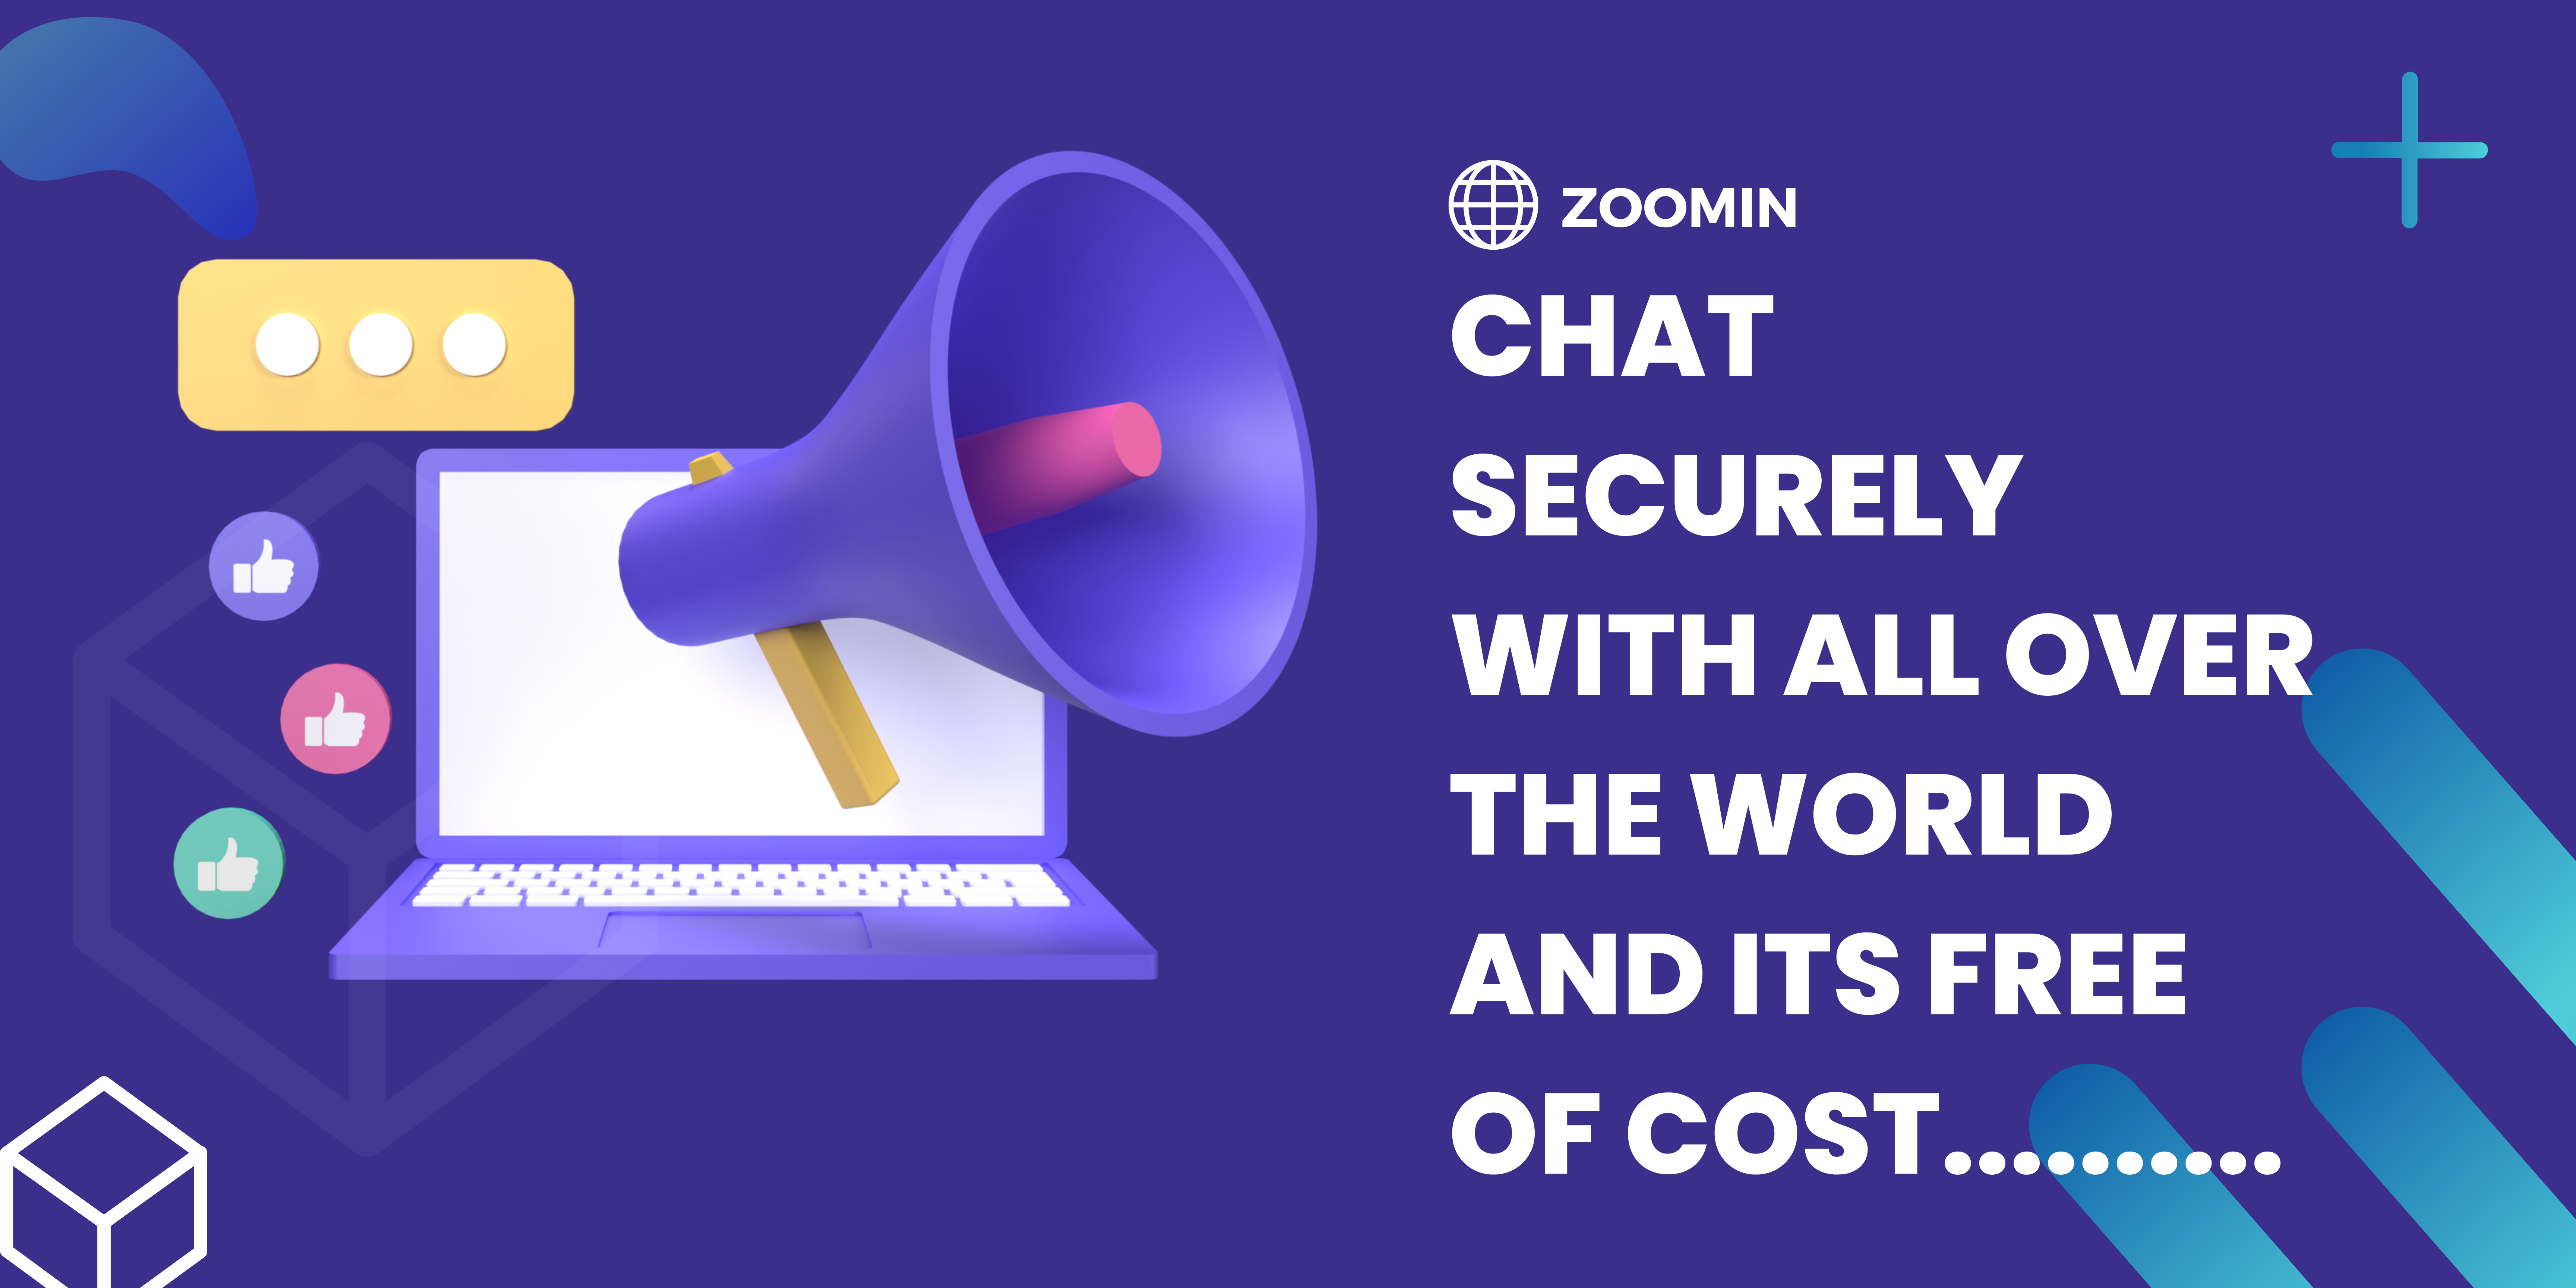 ZOOMIN
CHAT
SECURELY
WITH ALL OVER
THE WORLD
AND ITS FREE
OF COST..........